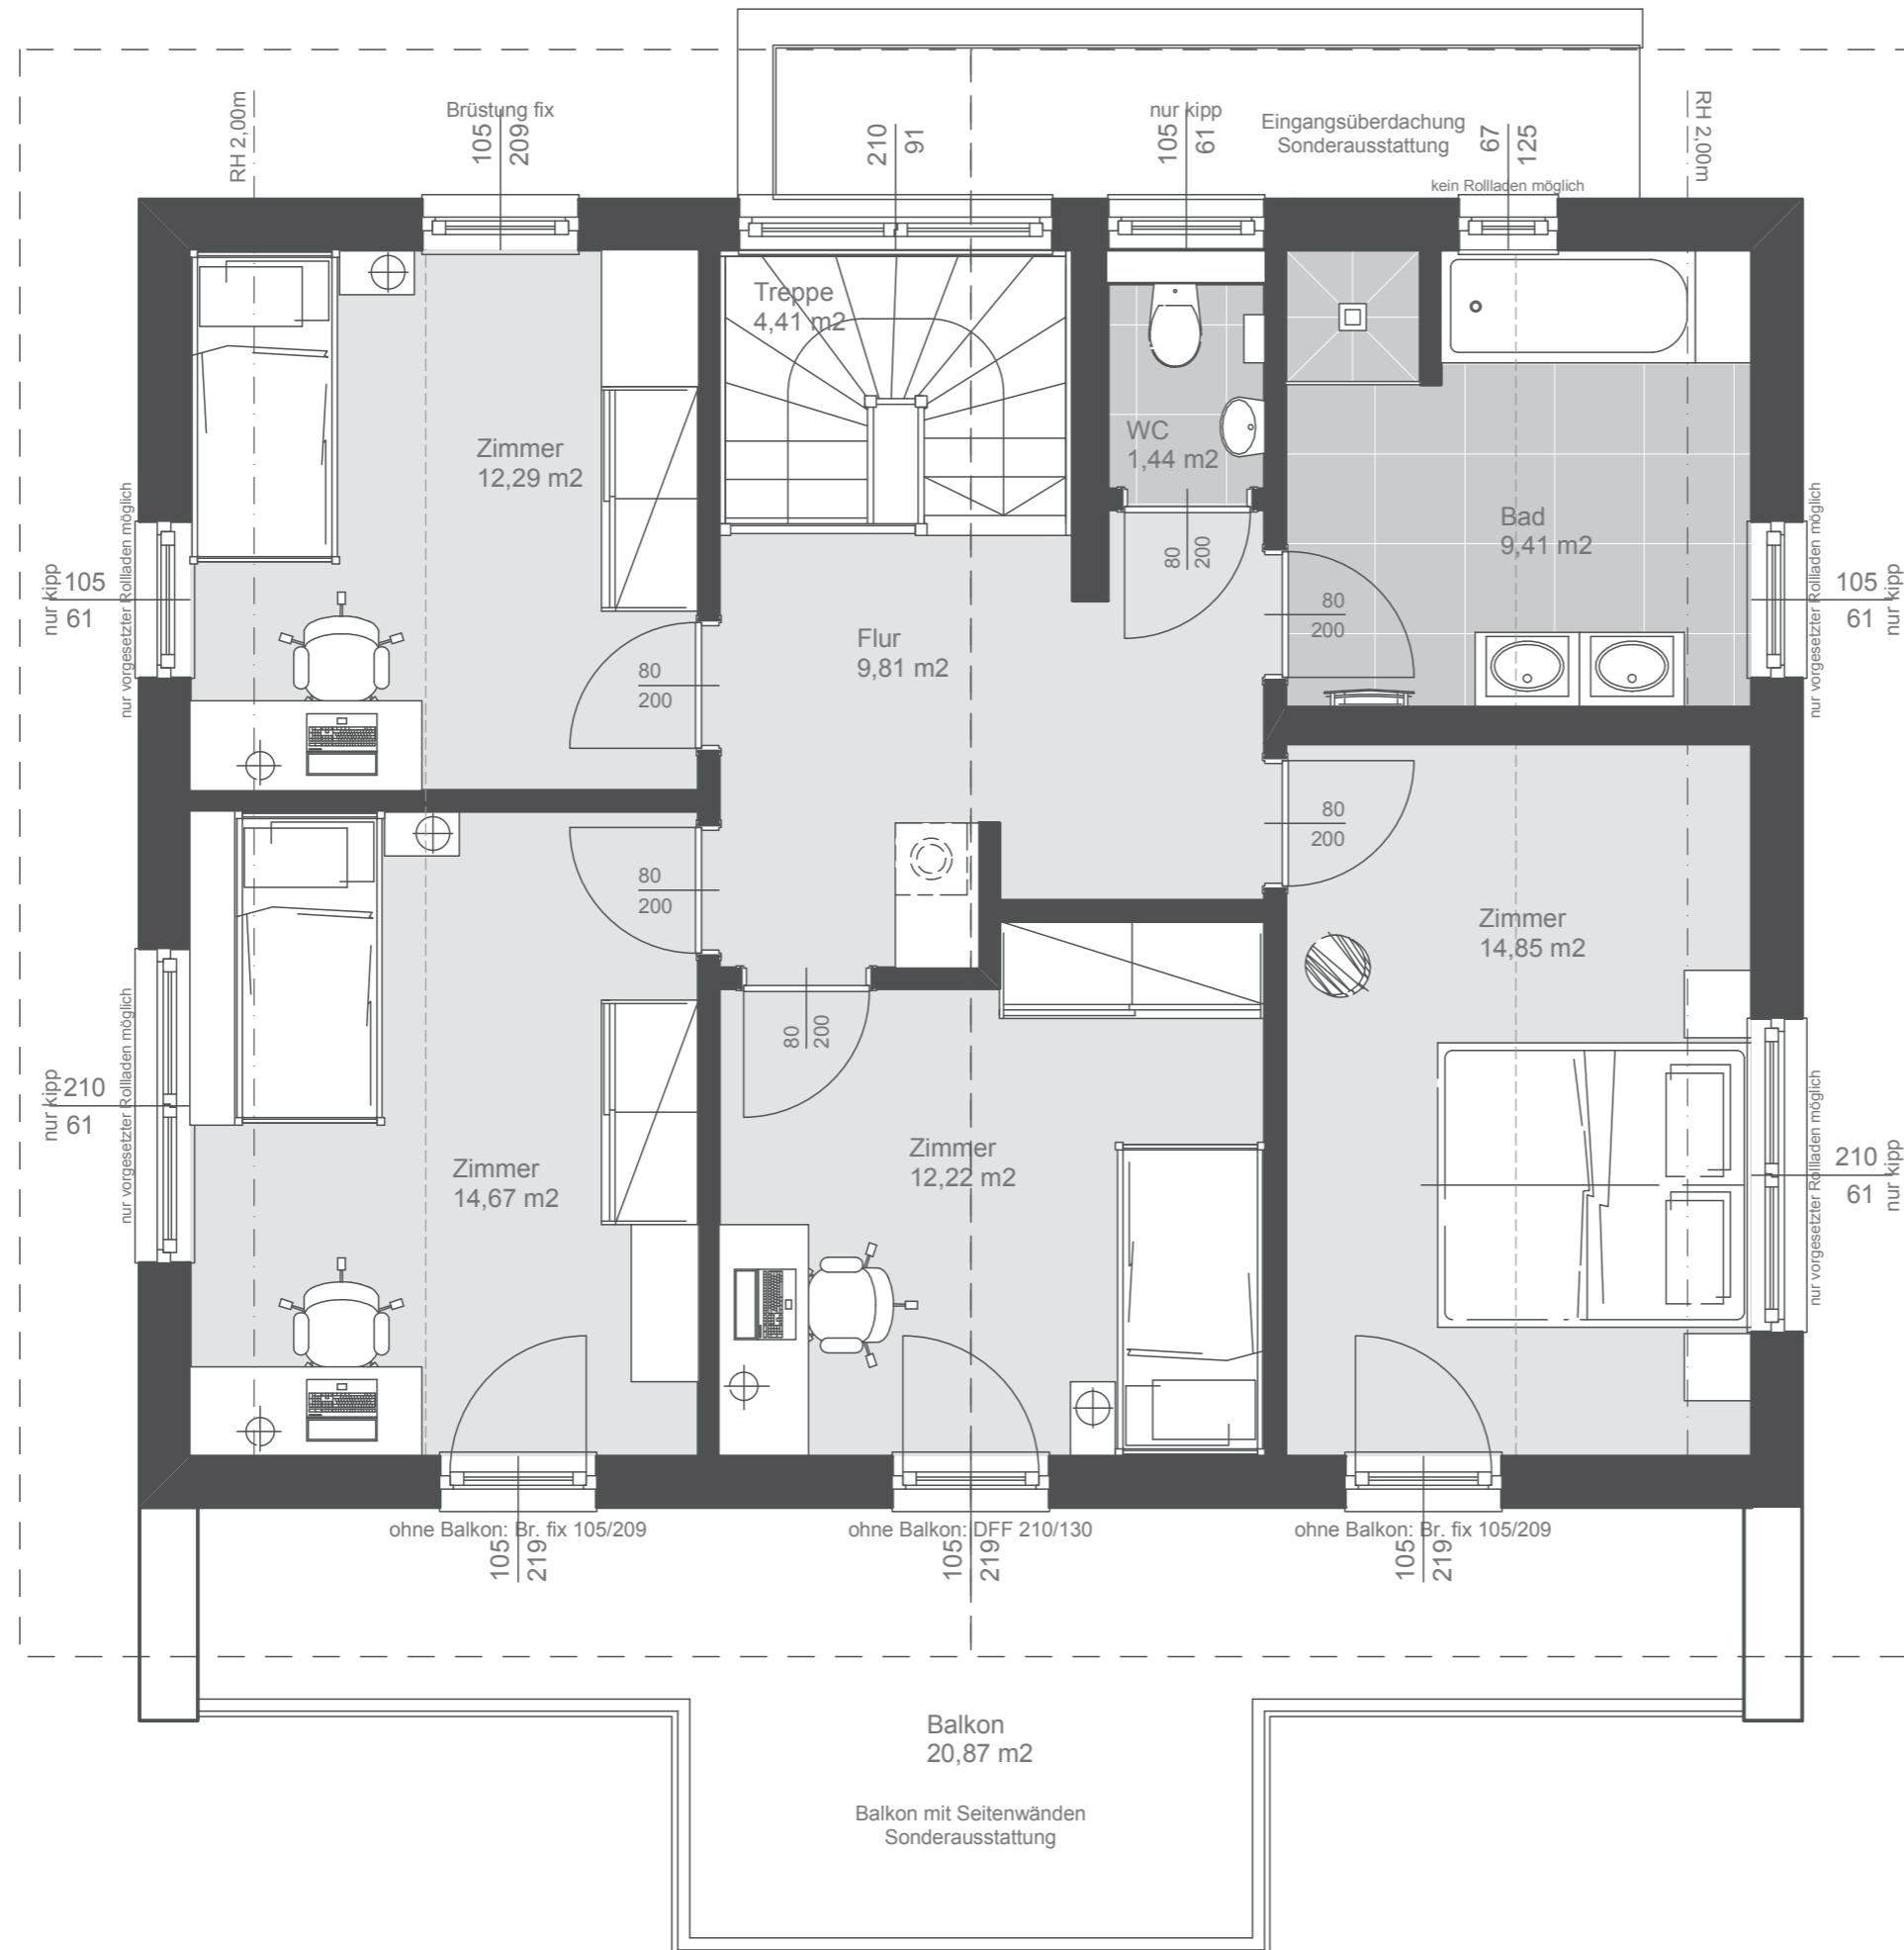 RH 2,00m
Brüstung fix
105
209
210
91
nur kipp
105
61
Eingangsüberdachung
Sonderausstattung
67
125
kein Rollladen möglich
RH 2,00m
Treppe
4,41 m2
Zimmer
12,29 m2
WC
1,44 m2
80
200
Bad
9,41 m2
nur kipp
105
61
nur vorgesetzter Rollladen möglich
80
200
Flur
9,81 m2
80
200
nur vorgesetzter Rollladen möglich
105
61
nur kipp
80
200
80
200
Zimmer
14,85 m2
80
200
nur kipp
210
61
nur vorgesetzter Rollladen möglich
Zimmer
14,67 m2
Zimmer
12,22 m2
nur vorgesetzter Rollladen möglich
210
61
nur kipp
ohne Balkon: Br. fix 105/209
105
219
ohne Balkon: DFF 210/130
105
219
ohne Balkon: Br. fix 105/209
105
219
Balkon
20,87 m2
Balkon mit Seitenwänden
Sonderausstattung